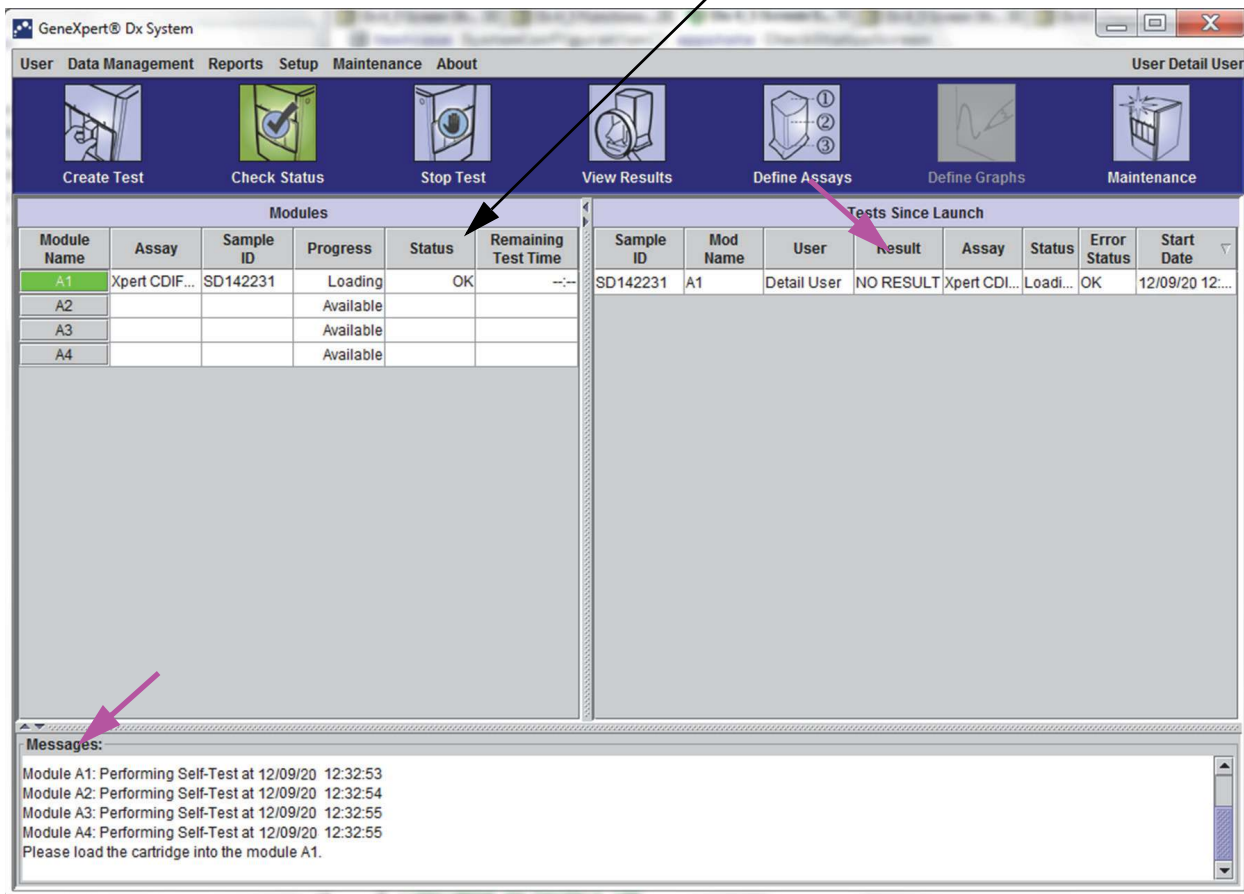 GeneXpert® Dx System
User Data Management Reports Setup Maintenance About User Detail User
Create Test Check Status Stop Test View Results Define Assays Define Graphs Maintenance
① 
②
③
Modules
Module Name Assay Sample ID Progress Status Remaining Test Time
A1 Xpert CDIF... SD142231 Loading OK --:--
A2 Available
A3 Available
A4 Available
Tests Since Launch
Sample ID Mod Name User Result Assay Status Error Status Start Date
SD142231 A1 Detail User NO RESULT Xpert CDI... Loadi... OK 12/09/20 12:...
Messages:
Module A1: Performing Self-Test at 12/09/20 12:32:53
Module A2: Performing Self-Test at 12/09/20 12:32:54
Module A3: Performing Self-Test at 12/09/20 12:32:55
Module A4: Performing Self-Test at 12/09/20 12:32:55
Please load the cartridge into the module A1.